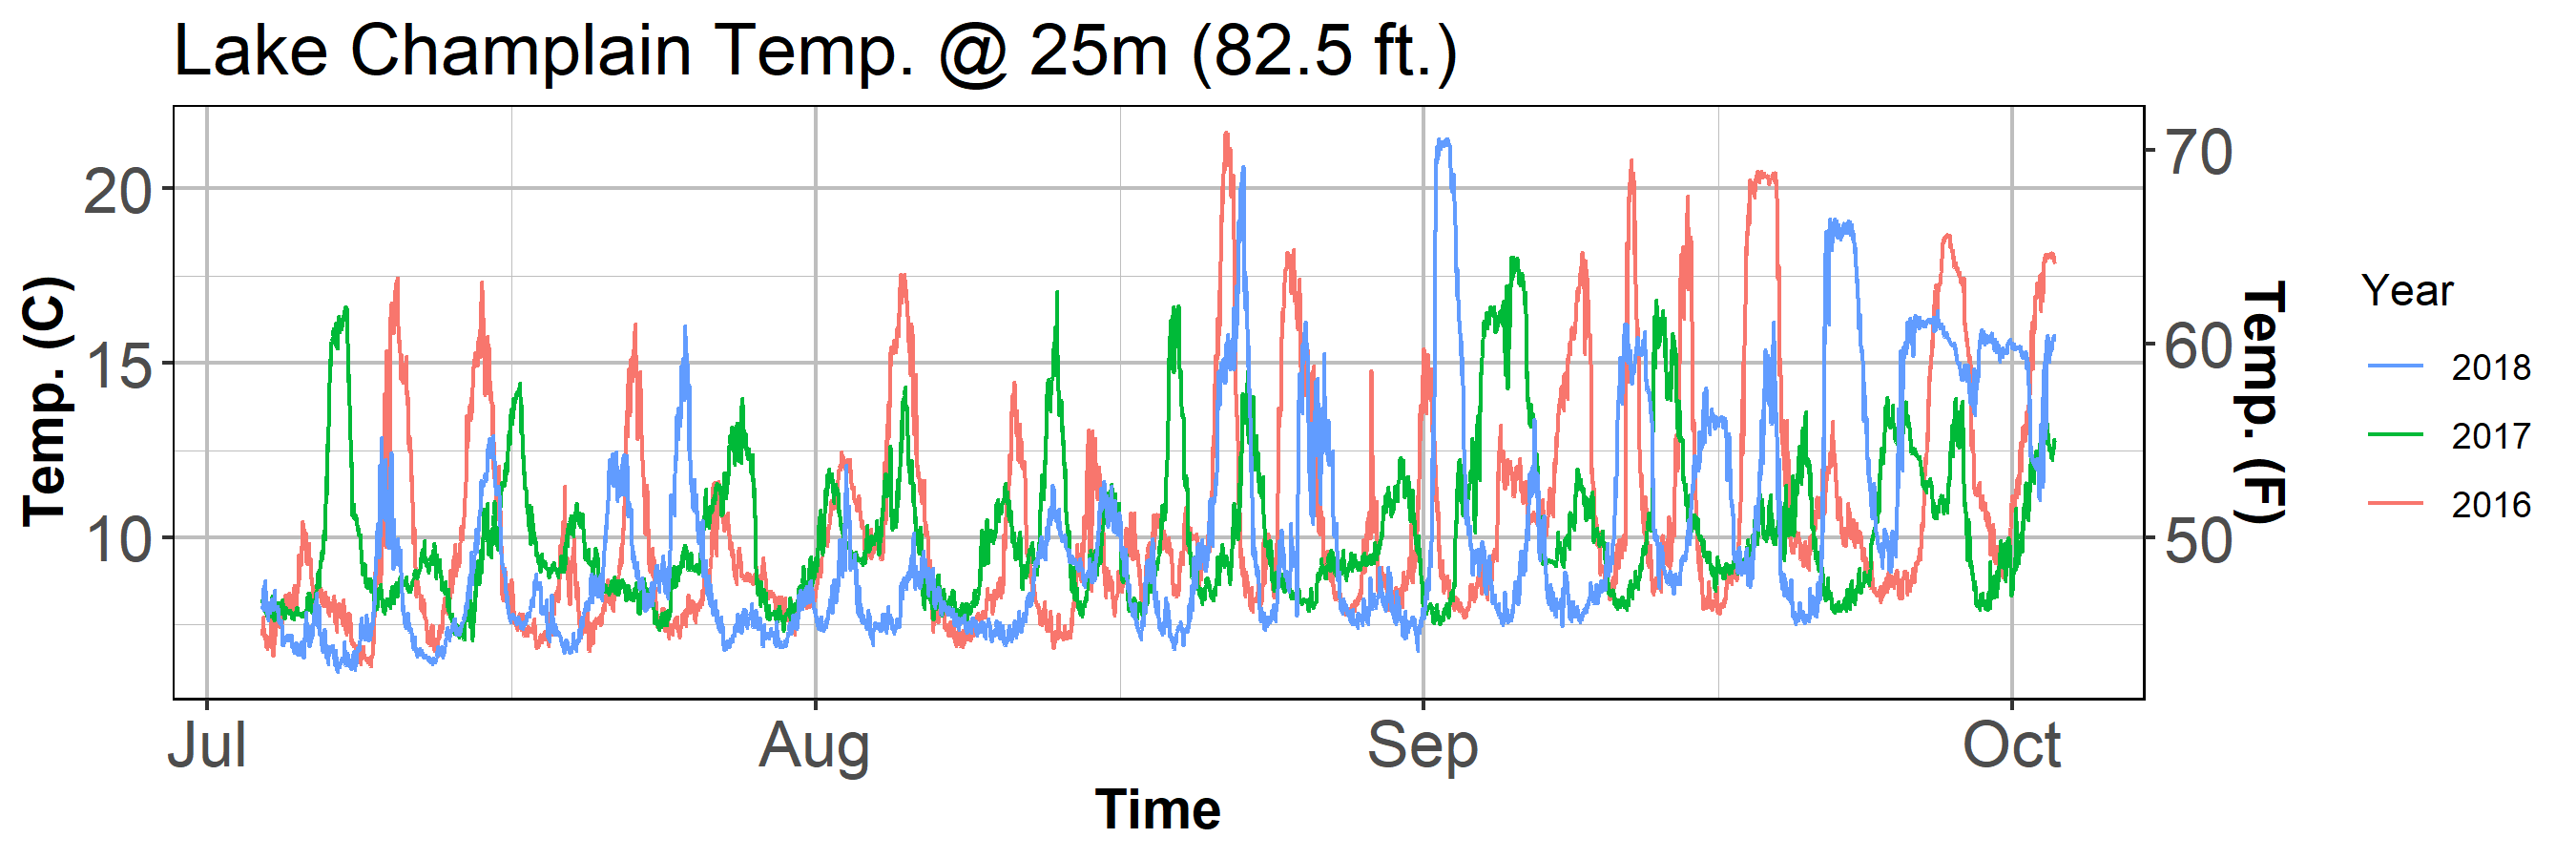 Lake Champlain Temp. @ 25m (82.5 ft.)
20
15
10
Temp. (C)
70
60
50
Temp. (F)
Jul Aug Sep Oct
Time
Year
2018
2017
2016